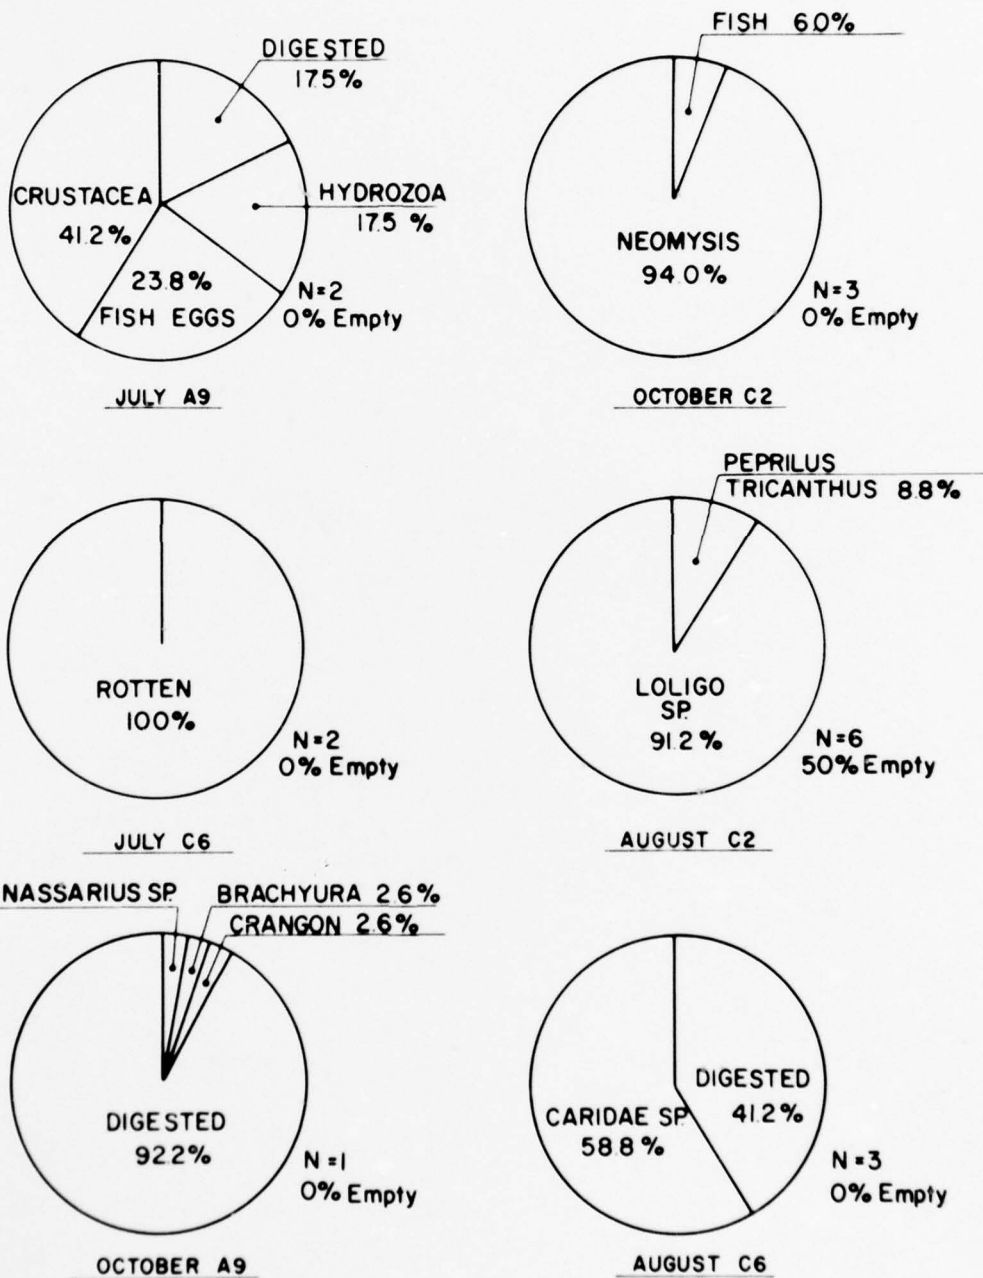 DIGESTED
17.5%
CRUSTACEA
41.2%
HYDROZOA
17.5 %
23.8%
FISH EGGS
N=2
0% Empty
JULY A9
FISH 6.0%
NEOMYSIS
94.0%
N=3
0% Empty
OCTOBER C2
ROTTEN
100%
N=2
0% Empty
JULY C6
PEPRILUS
TRICANTHUS 8.8%
LOLIGO
SP.
91.2%
N=6
50% Empty
AUGUST C2
NASSARIUS SP.
BRACHYURA 2.6%
CRANGON 2.6%
DIGESTED
92.2%
N=1
0% Empty
OCTOBER A9
CARIDAE SP.
58.8%
DIGESTED
41.2%
N=3
0% Empty
AUGUST C6